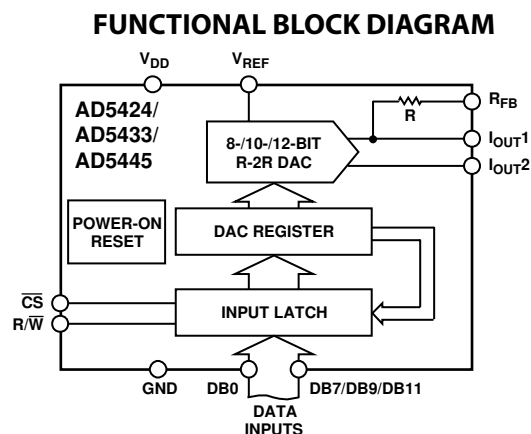 FUNCTIONAL BLOCK DIAGRAM
VDD
VREF
AD5424/
AD5433/
AD5445
RFB
R
8-/10-/12-BIT
R-2R DAC
IOUT1
IOUT2
POWER-ON
RESET
DAC REGISTER
CS
R/W
INPUT LATCH
GND
DB0
DB7/DB9/DB11
DATA
INPUTS